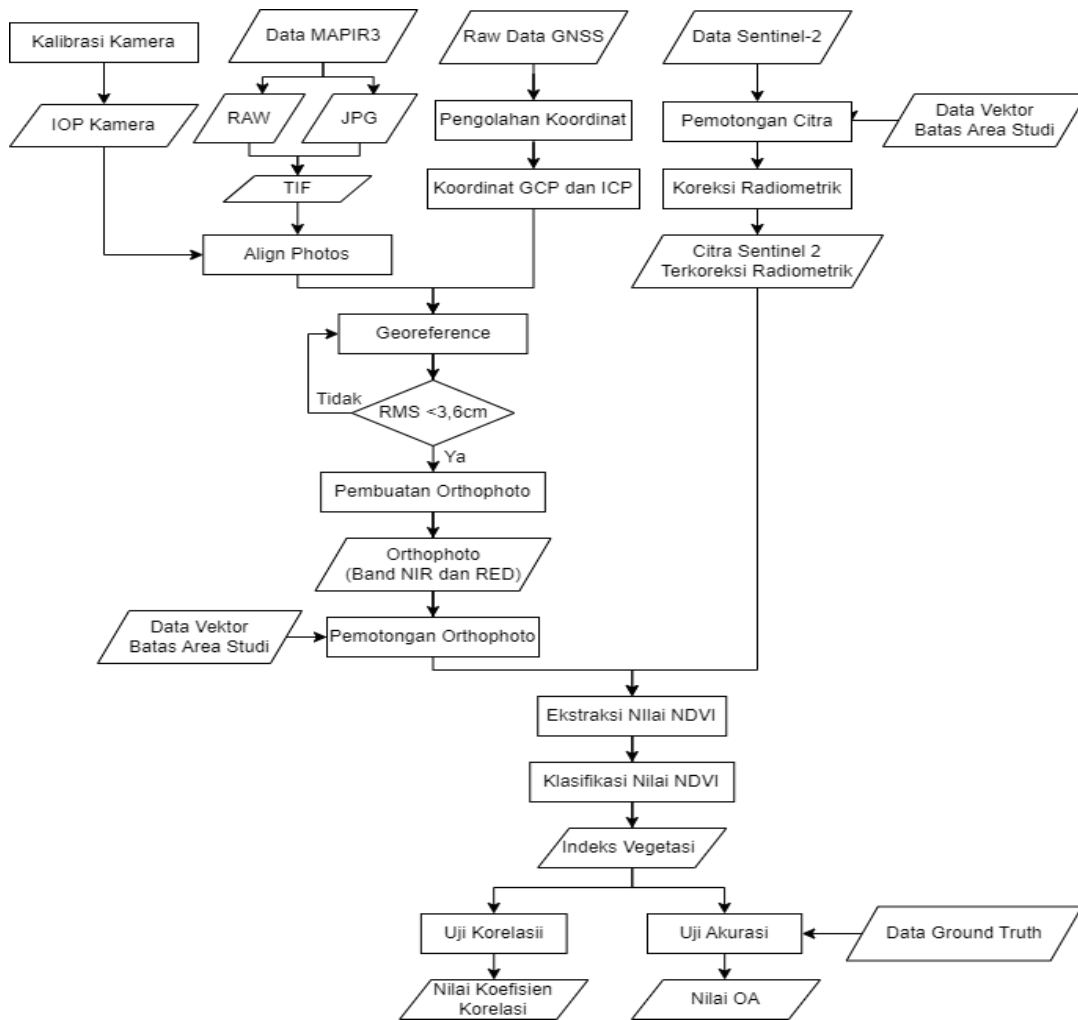 Kalibrasi Kamera
Data MAPIR3
Raw Data GNSS
Data Sentinel-2
IOP Kamera
RAW
JPG
Pengolahan Koordinat
Pemotongan Citra
Data Vektor
Batas Area Studi
TIF
Koordinat GCP dan ICP
Koreksi Radiometrik
Align Photos
Citra Sentinel 2
Terkoreksi Radiometrik
Georeference
Tidak
RMS <3,6cm
Ya
Pembuatan Orthophoto
Orthophoto
(Band NIR dan RED)
Data Vektor
Batas Area Studi
Pemotongan Orthophoto
Ekstraksi NIlai NDVI
Klasifikasi Nilai NDVI
Indeks Vegetasi
Uji Korelasii
Uji Akurasi
Data Ground Truth
Nilai Koefisien
Korelasi
Nilai OA